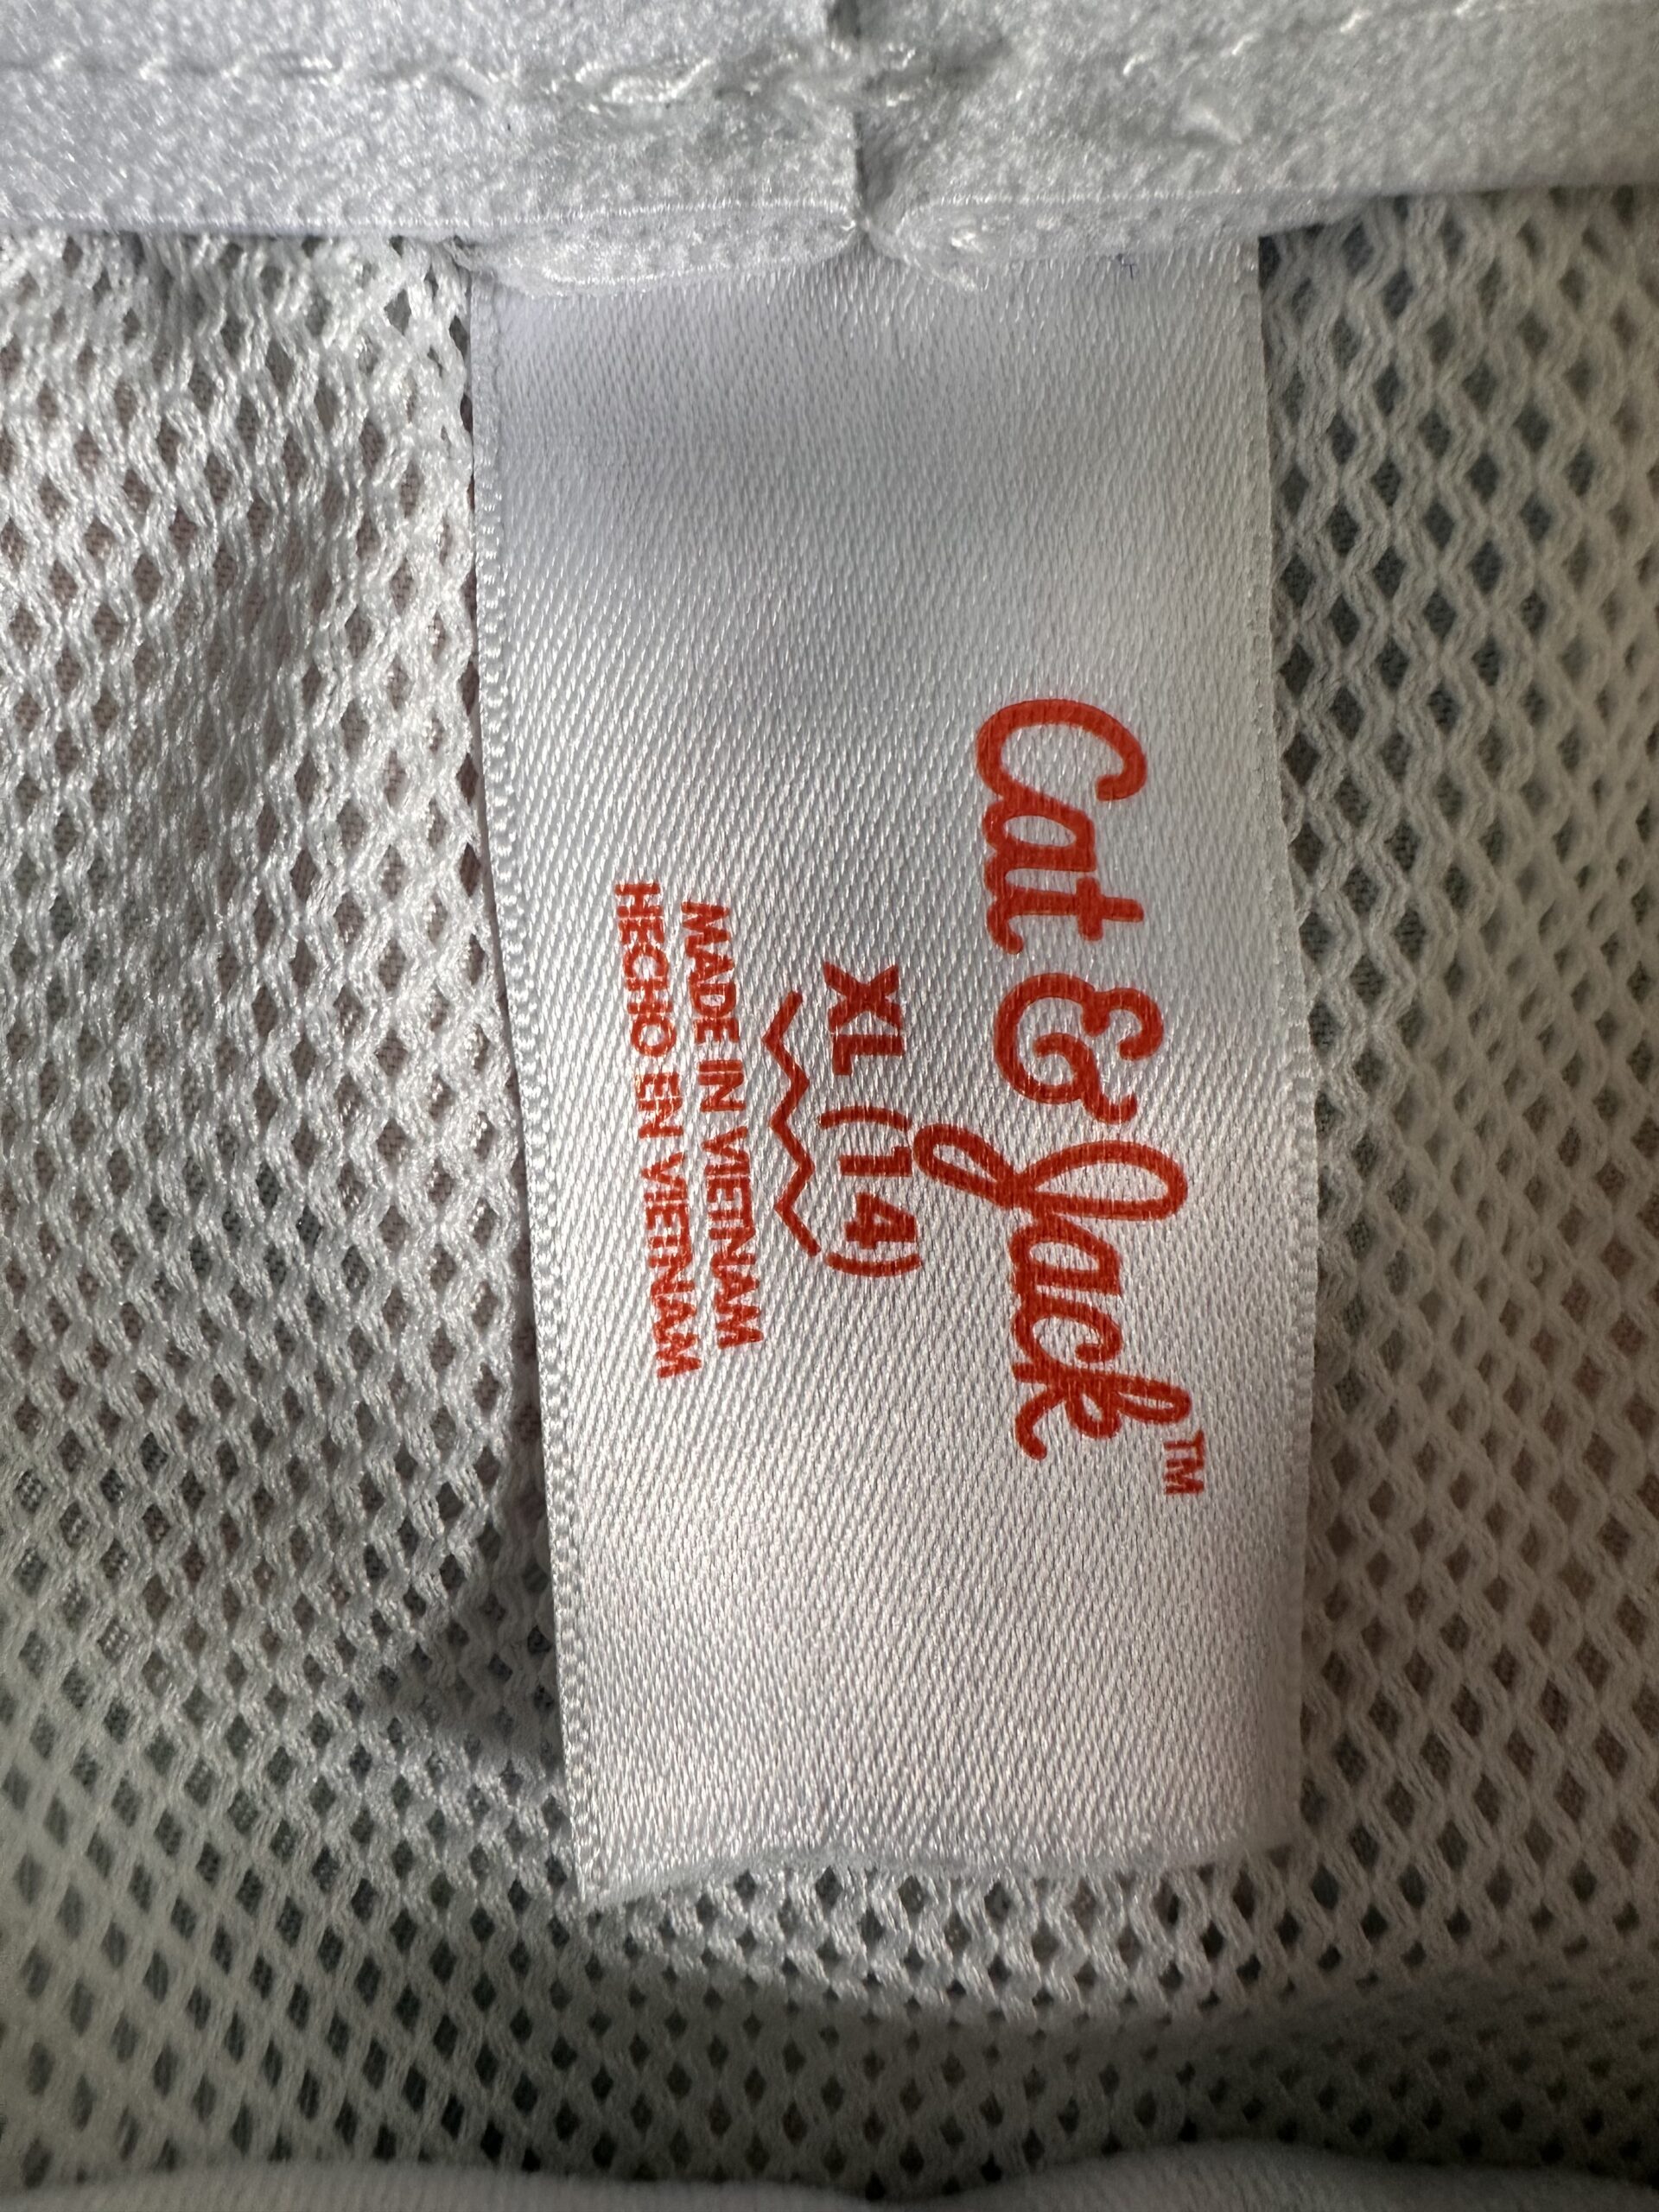 Cat & Jack™
XL (14)
MADE IN VIETNAM
HECHO EN VIETNAM